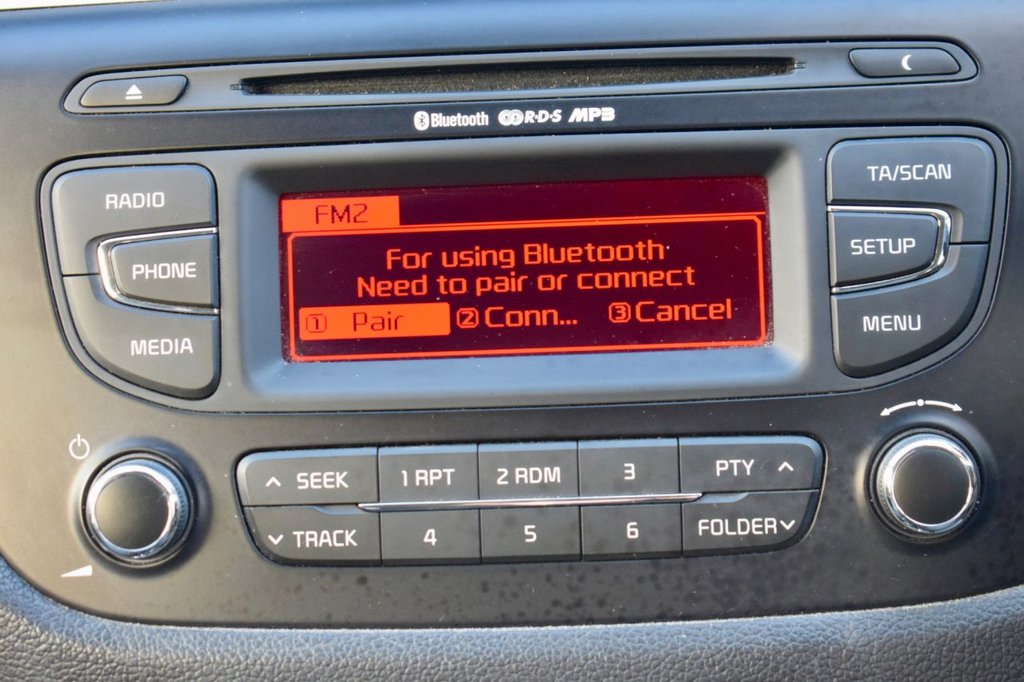 Bluetooth R·D·S MP3
RADIO
PHONE
MEDIA
FM2
For using Bluetooth
Need to pair or connect
1 Pair 2 Conn... 3 Cancel
TA/SCAN
SETUP
MENU
SEEK 1 RPT 2 RDM 3 PTY
TRACK 4 5 6 FOLDER